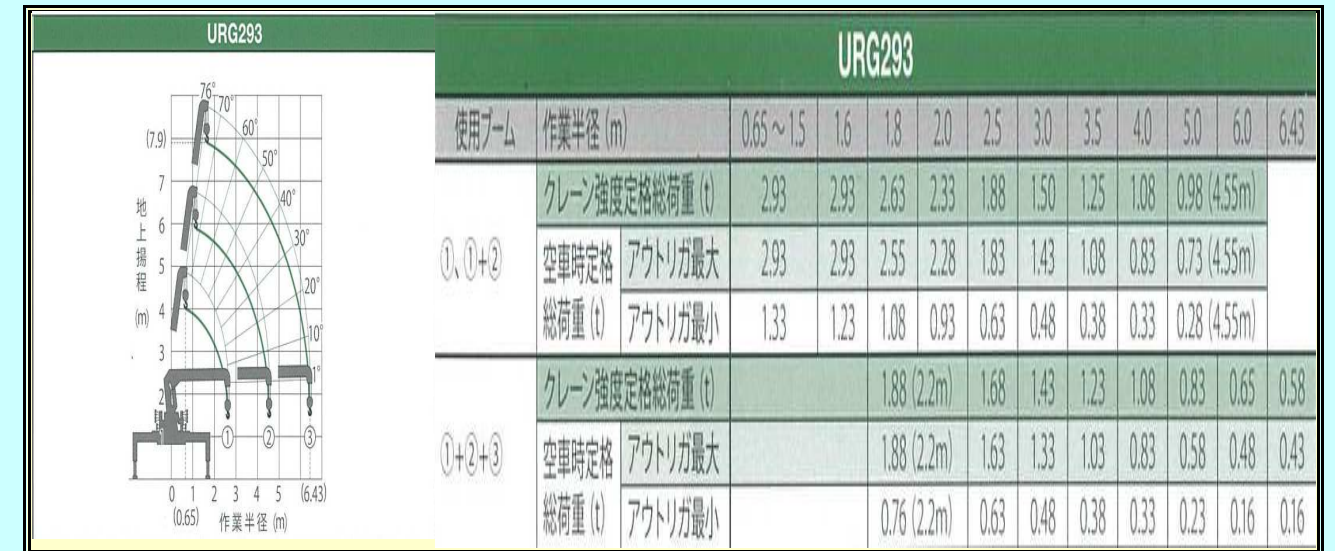 URG293
76°
70°
60°
50°
40°
30°
20°
10°
1°
(7.9)
7
6
5
4
3
2
地上揚程(m)
① ② ③
0 1 2 3 4 5 (6.43)
(0.65) 作業半径(m)
URG293
使用ブーム 作業半径(m) 0.65～1.5 1.6 1.8 2.0 2.5 3.0 3.5 4.0 5.0 6.0 6.43
①、①+②
クレーン強度定格総荷重(t) 2.93 2.93 2.63 2.33 1.88 1.50 1.25 1.08 0.98 (4.55m)
空車時定格総荷重(t)
アウトリガ最大 2.93 2.93 2.55 2.28 1.83 1.43 1.08 0.83 0.73 (4.55m)
アウトリガ最小 1.33 1.23 1.08 0.93 0.63 0.48 0.38 0.33 0.28 (4.55m)
①+②+③
クレーン強度定格総荷重(t) 1.88 (2.2m) 1.68 1.43 1.23 1.08 0.83 0.65 0.58
空車時定格総荷重(t)
アウトリガ最大 1.88 (2.2m) 1.63 1.33 1.03 0.83 0.58 0.48 0.43
アウトリガ最小 0.76 (2.2m) 0.63 0.48 0.38 0.33 0.23 0.16 0.16